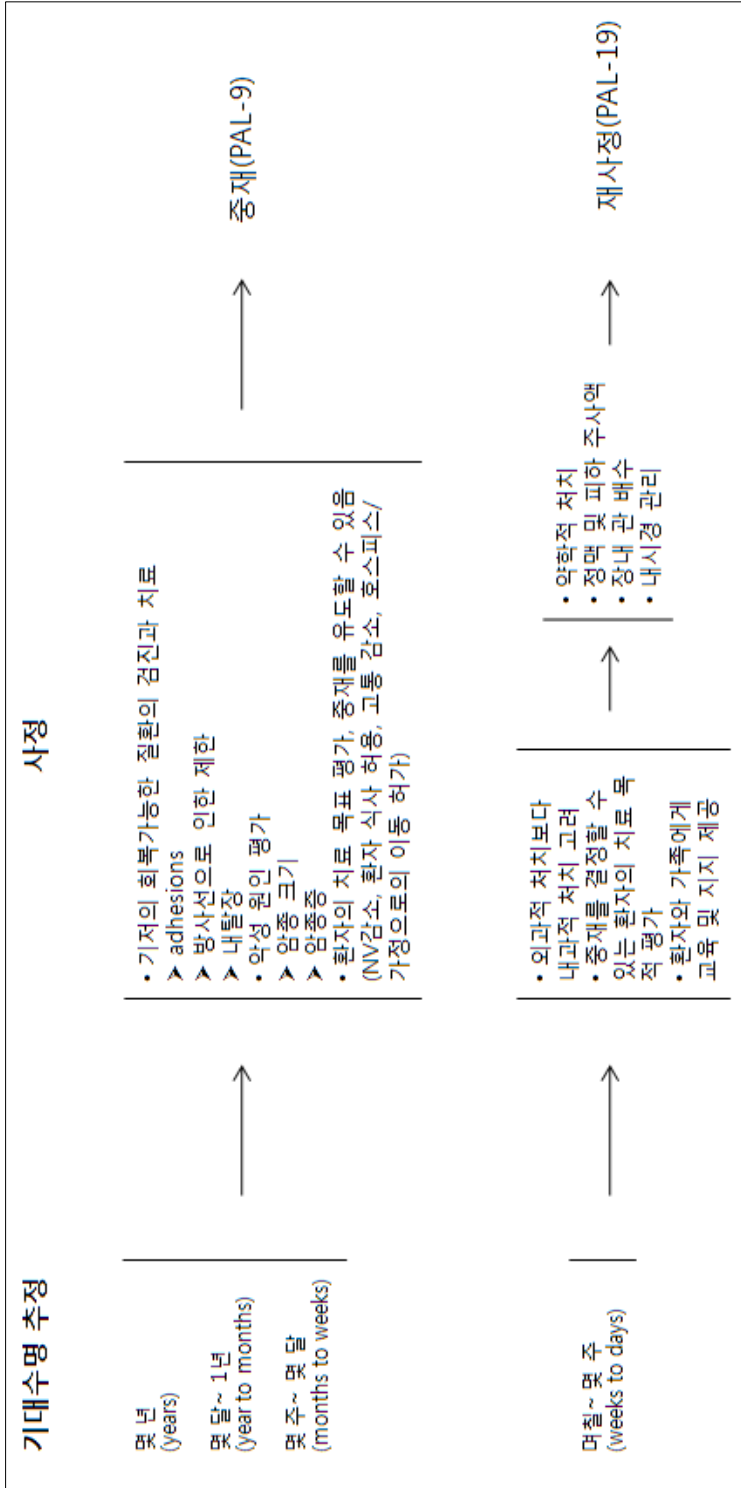 기대수명 추정
사정
몇 년
(years)
몇 달~ 1년
(year to months)
몇 주~ 몇 달
(months to weeks)
• 기저의 회복가능한 질환의 검진과 치료
➤ adhesions
➤ 방사선으로 인한 제한
➤ 내탈장
• 악성 원인 평가
➤ 암종 크기
➤ 암종증
• 환자의 치료 목표 평가, 중재를 유도할 수 있음
(NV감소, 환자 식사 허용, 고통 감소, 호스피스/
가정으로의 이동 허가)
중재(PAL-9)
며칠~ 몇 주
(weeks to days)
• 외과적 처치보다
내과적 처치 고려
• 중재를 결정할 수
있는 환자의 치료 목
적 평가
• 환자와 가족에게
교육 및 지지 제공
• 약학적 처치
• 정맥 및 피하 주사액
• 장내 관 배수
• 내시경 관리
재사정(PAL-19)